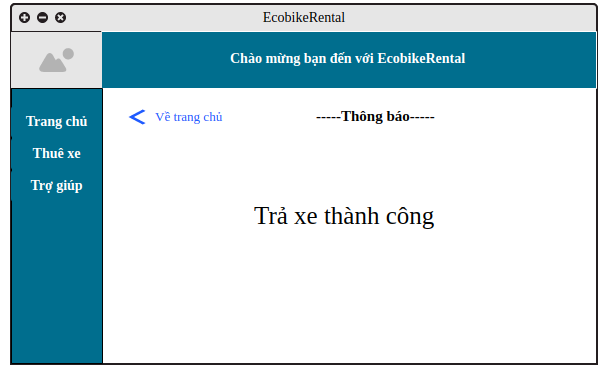 EcobikeRental
Chào mừng bạn đến với EcobikeRental
Trang chủ
Thuê xe
Trợ giúp
Về trang chủ
-----Thông báo-----
Trả xe thành công